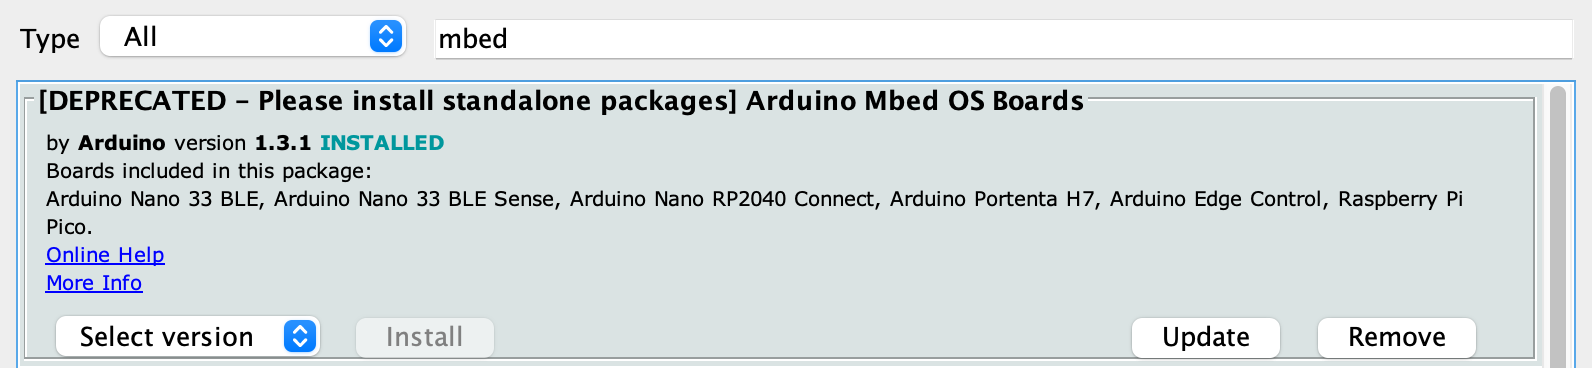 Type All mbed
[DEPRECATED - Please install standalone packages] Arduino Mbed OS Boards
by Arduino version 1.3.1 INSTALLED
Boards included in this package:
Arduino Nano 33 BLE, Arduino Nano 33 BLE Sense, Arduino Nano RP2040 Connect, Arduino Portenta H7, Arduino Edge Control, Raspberry Pi
Pico.
Online Help
More Info
Select version Install Update Remove